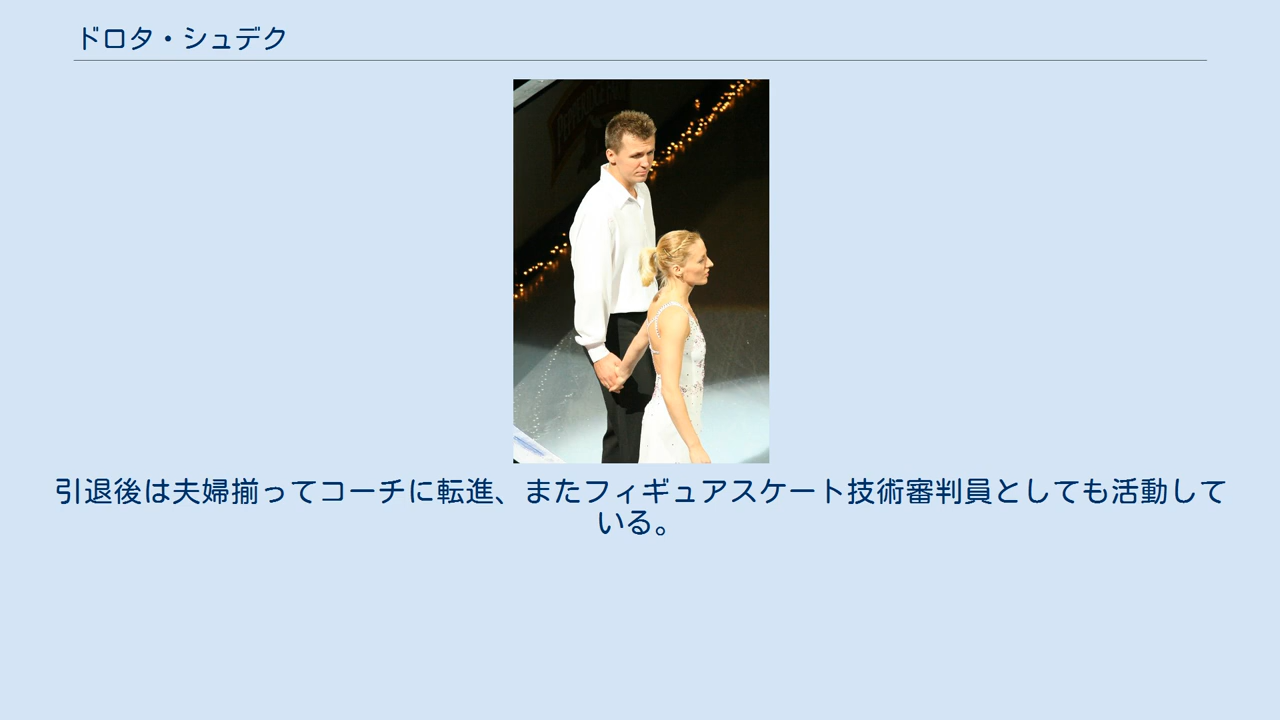 ドロタ・シュデク
引退後は夫婦揃ってコーチに転進、またフィギュアスケート技術審判員としても活動して
いる。